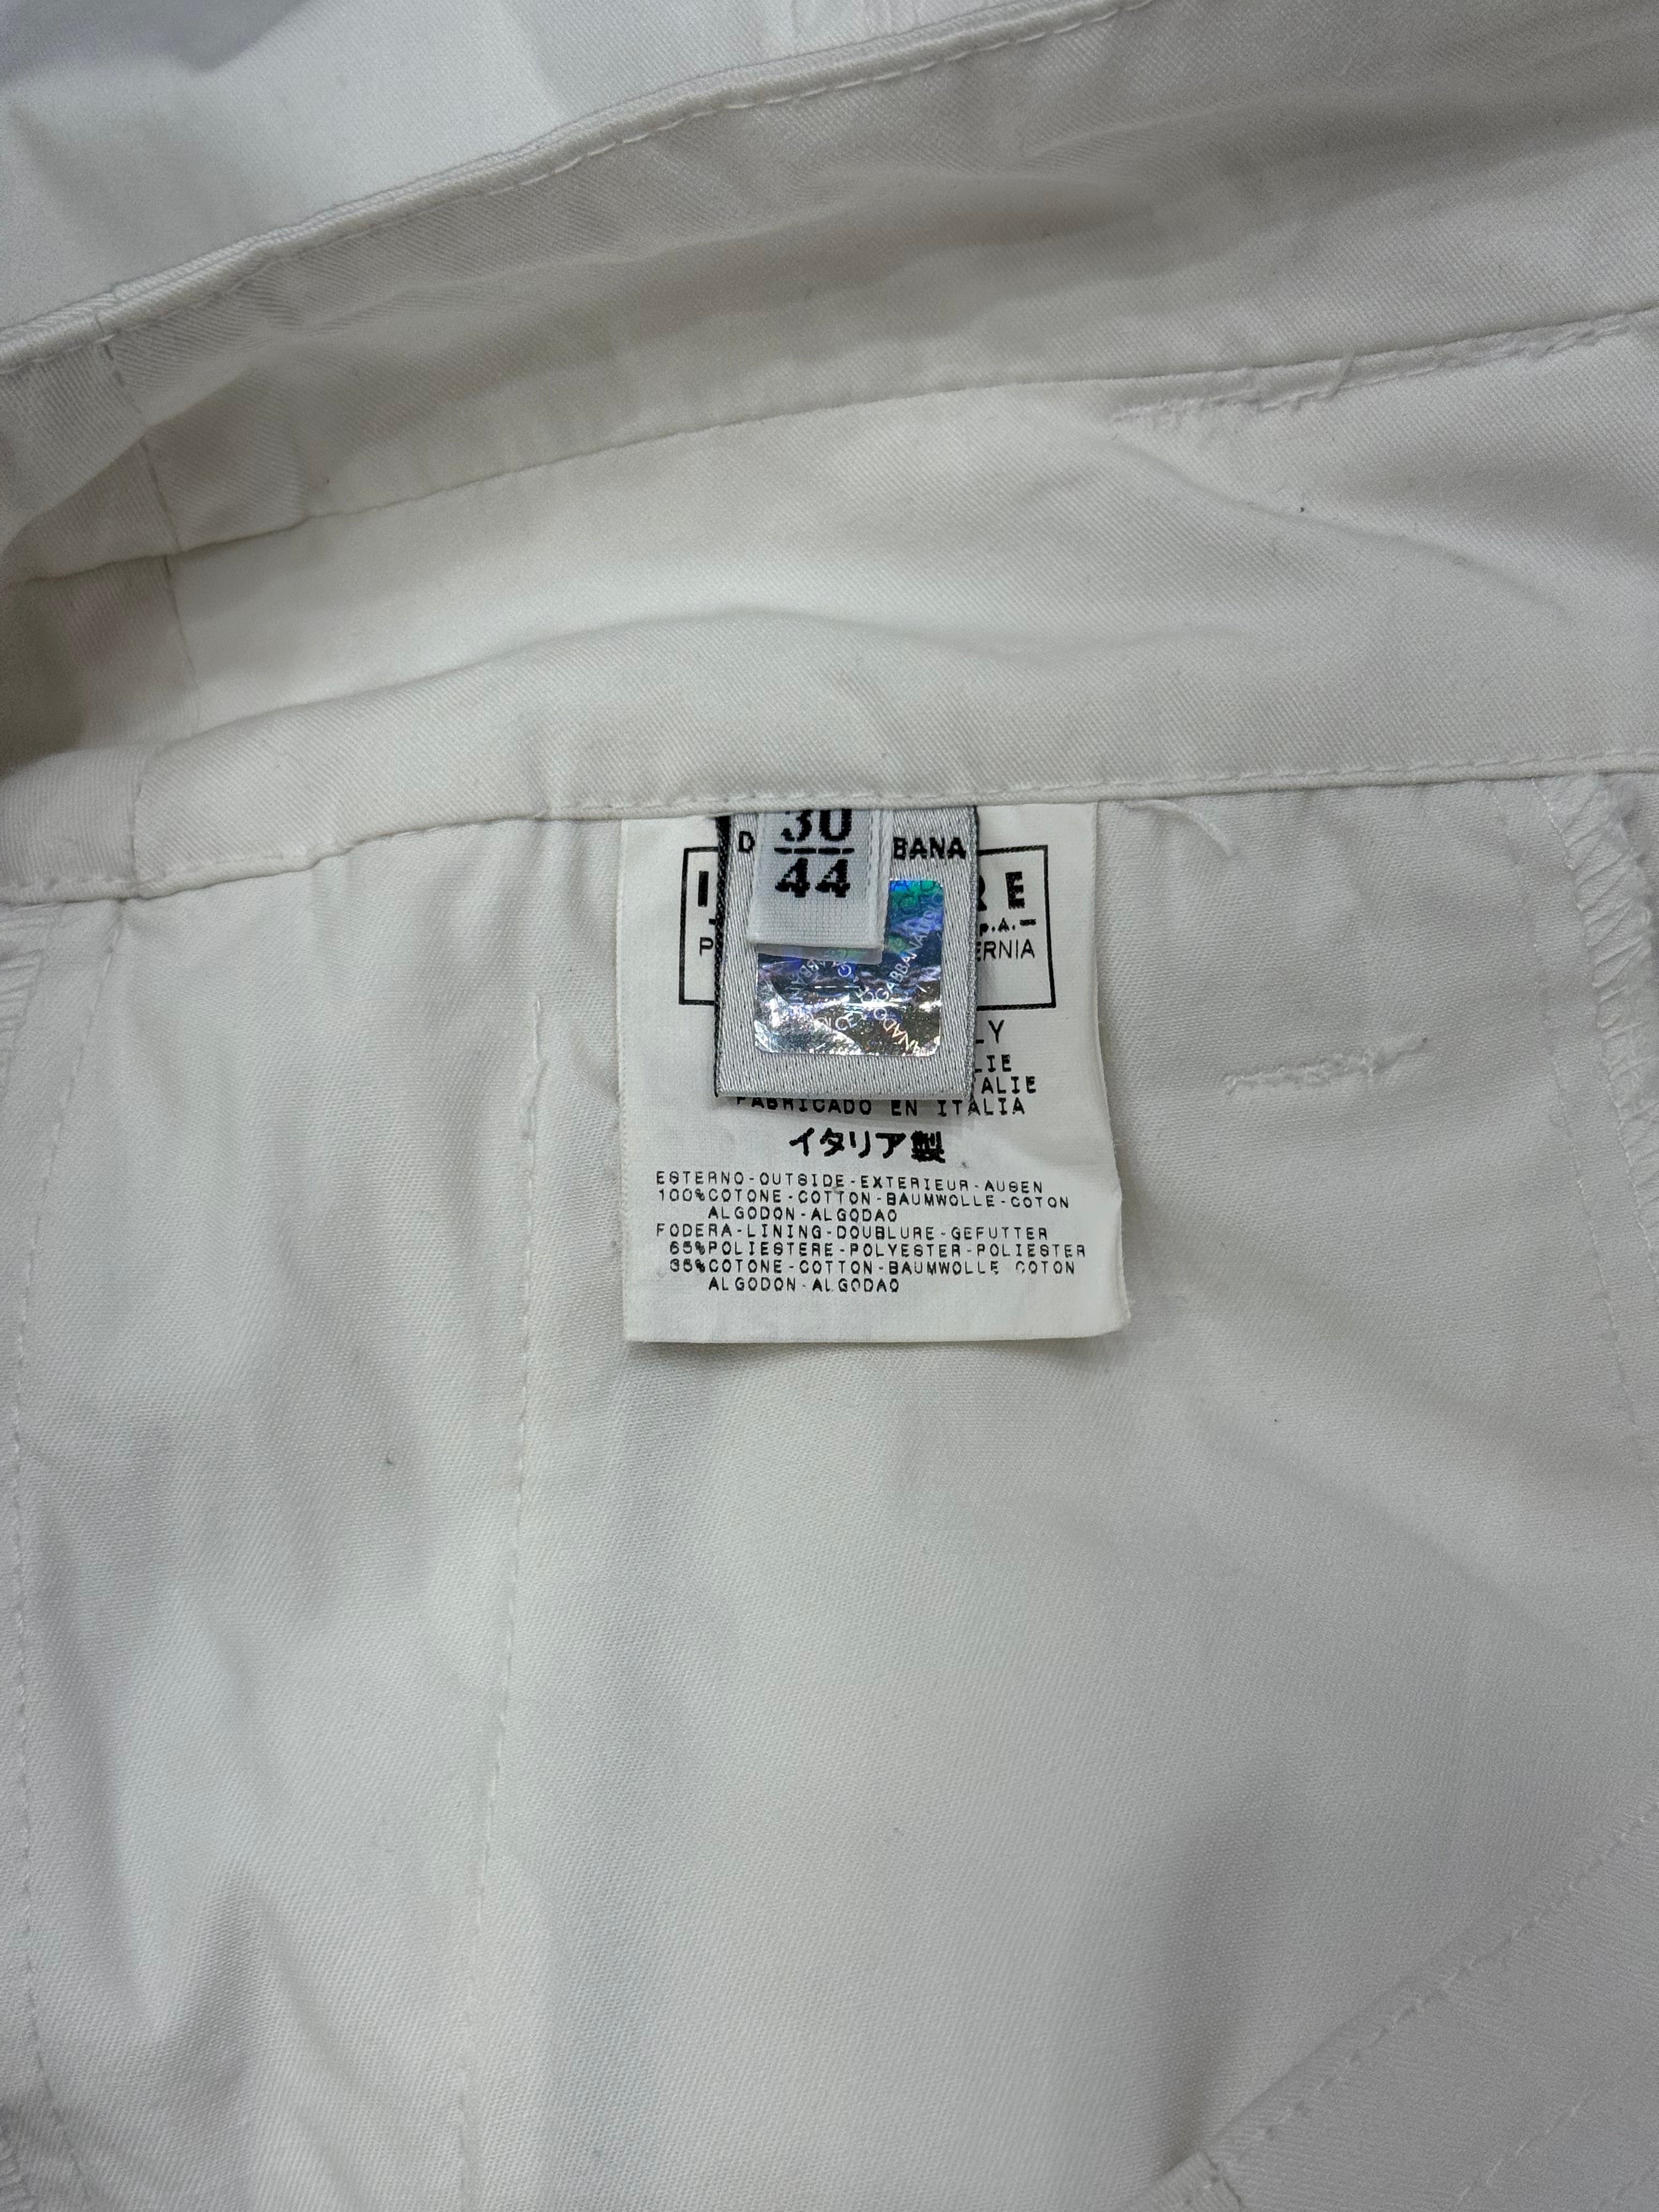 30
44
D BANA
RE
p.A.
P ERNIA
LY
LIE
ALIE
FABRICADO EN ITALIA
イタリア製
ESTERNO-OUTSIDE-EXTERIEUR-AUSEN
100%COTONE-COTTON-BAUMWOLLE-COTON
ALGODON-ALGODAO
FODERA-LINING-DOUBLURE-GEFUTTER
65%POLIESTERE-POLYESTER-POLIESTER
35%COTONE-COTTON-BAUMWOLLE COTON
ALGODON-ALGODAO